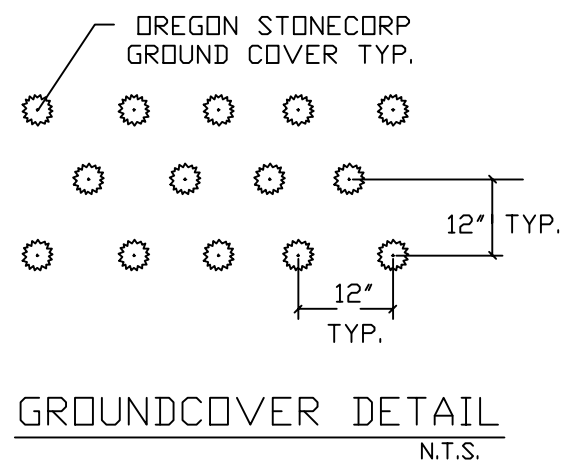 OREGON STONECORP
GROUND COVER TYP.
12" TYP.
12"
TYP.
GROUNDCOVER DETAIL
N.T.S.